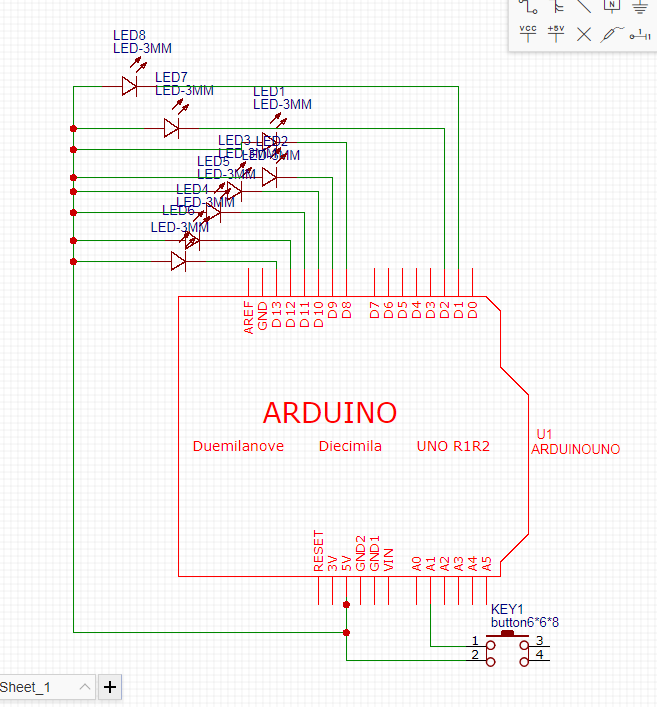 N
VCC
+5V
1
LED8
LED-3MM
LED7
LED-3MM
LED1
LED-3MM
LED3
LED2
LED-3MM
LED-3MM
LED5
LED-3MM
LED4
LED-3MM
LED6
LED-3MM
AREF
GND
D13
D12
D11
D10
D9
D8
D7
D6
D5
D4
D3
D2
D1
D0
ARDUINO
Duemilanove
Diecimila
UNO R1R2
U1
ARDUINOUNO
RESET
3V
5V
GND2
GND1
VIN
A0
A1
A2
A3
A4
A5
KEY1
button6*6*8
1
3
2
4
Sheet_1